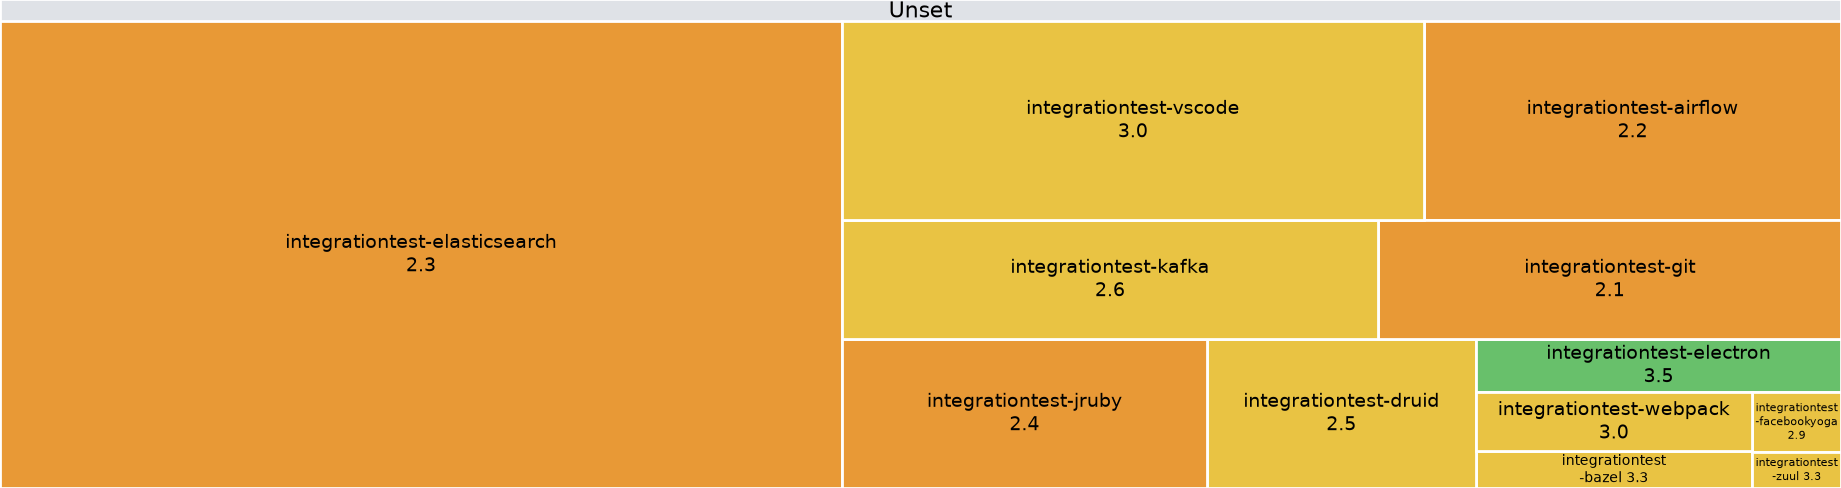 Unset
integrationtest-elasticsearch
2.3
integrationtest-vscode
3.0
integrationtest-airflow
2.2
integrationtest-kafka
2.6
integrationtest-git
2.1
integrationtest-jruby
2.4
integrationtest-druid
2.5
integrationtest-electron
3.5
integrationtest-webpack
3.0
integrationtest
-facebookyoga
2.9
integrationtest
-bazel 3.3
integrationtest
-zuul 3.3